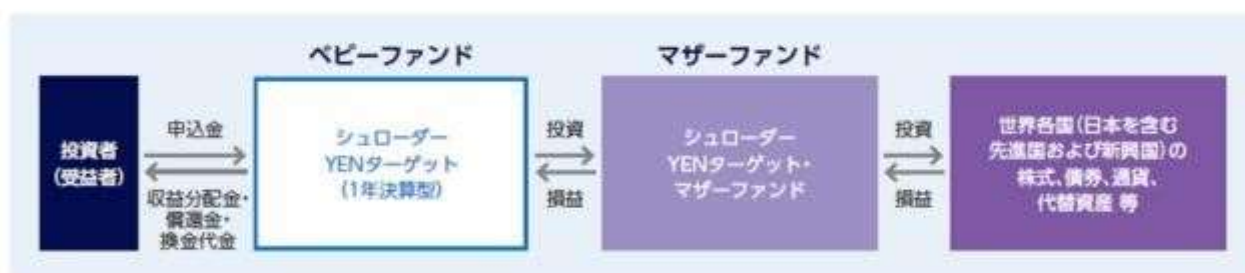 ベビーファンド
マザーファンド
投資者
(受益者)
申込金
収益分配金・
償還金・
換金代金
シュローダー
YENターゲット
(1年決算型)
投資
損益
シュローダー
YENターゲット・
マザーファンド
投資
損益
世界各国(日本を含む
先進国および新興国)の
株式、債券、通貨、
代替資産 等